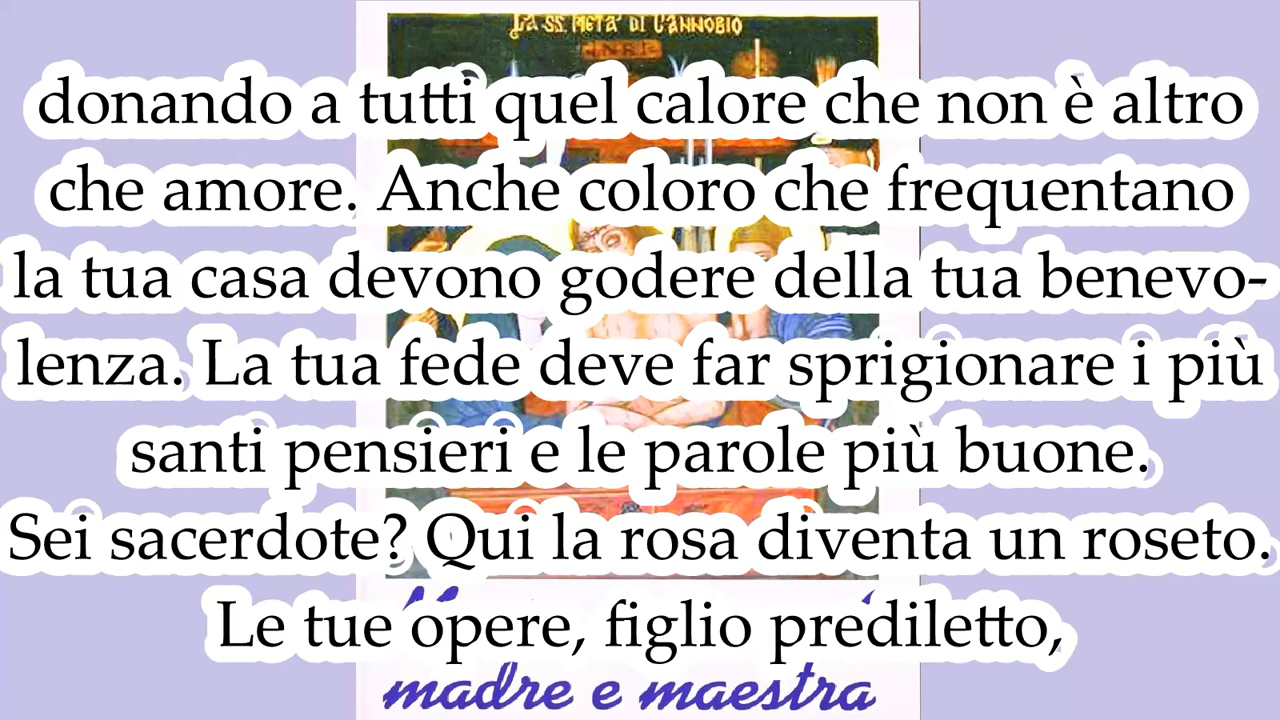 La SS. PIETA' DI CANNOBIO
donando a tutti quel calore che non è altro
che amore. Anche coloro che frequentano
la tua casa devono godere della tua benevo-
lenza. La tua fede deve far sprigionare i più
santi pensieri e le parole più buone.
Sei sacerdote? Qui la rosa diventa un roseto.
Le tue opere, figlio prediletto,
madre e maestra